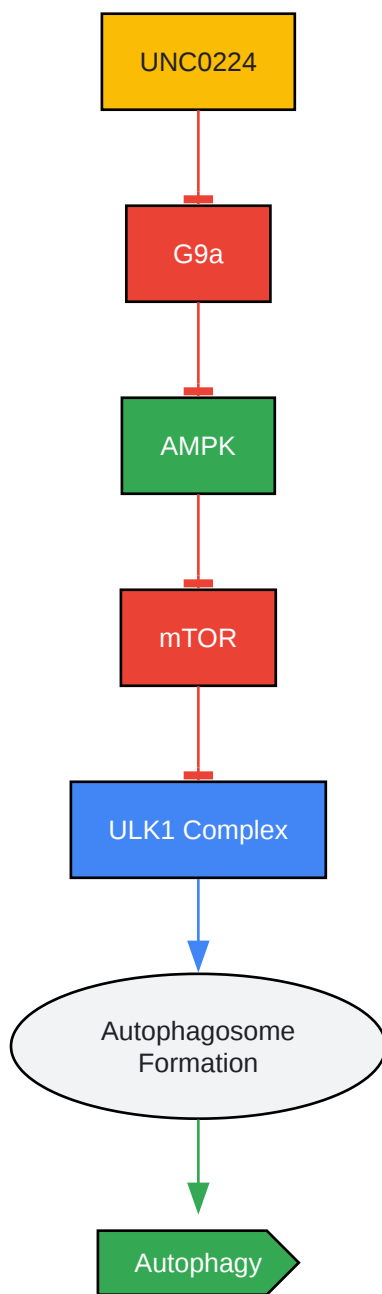 UNC0224
G9a
AMPK
mTOR
ULK1 Complex
Autophagosome
Formation
Autophagy